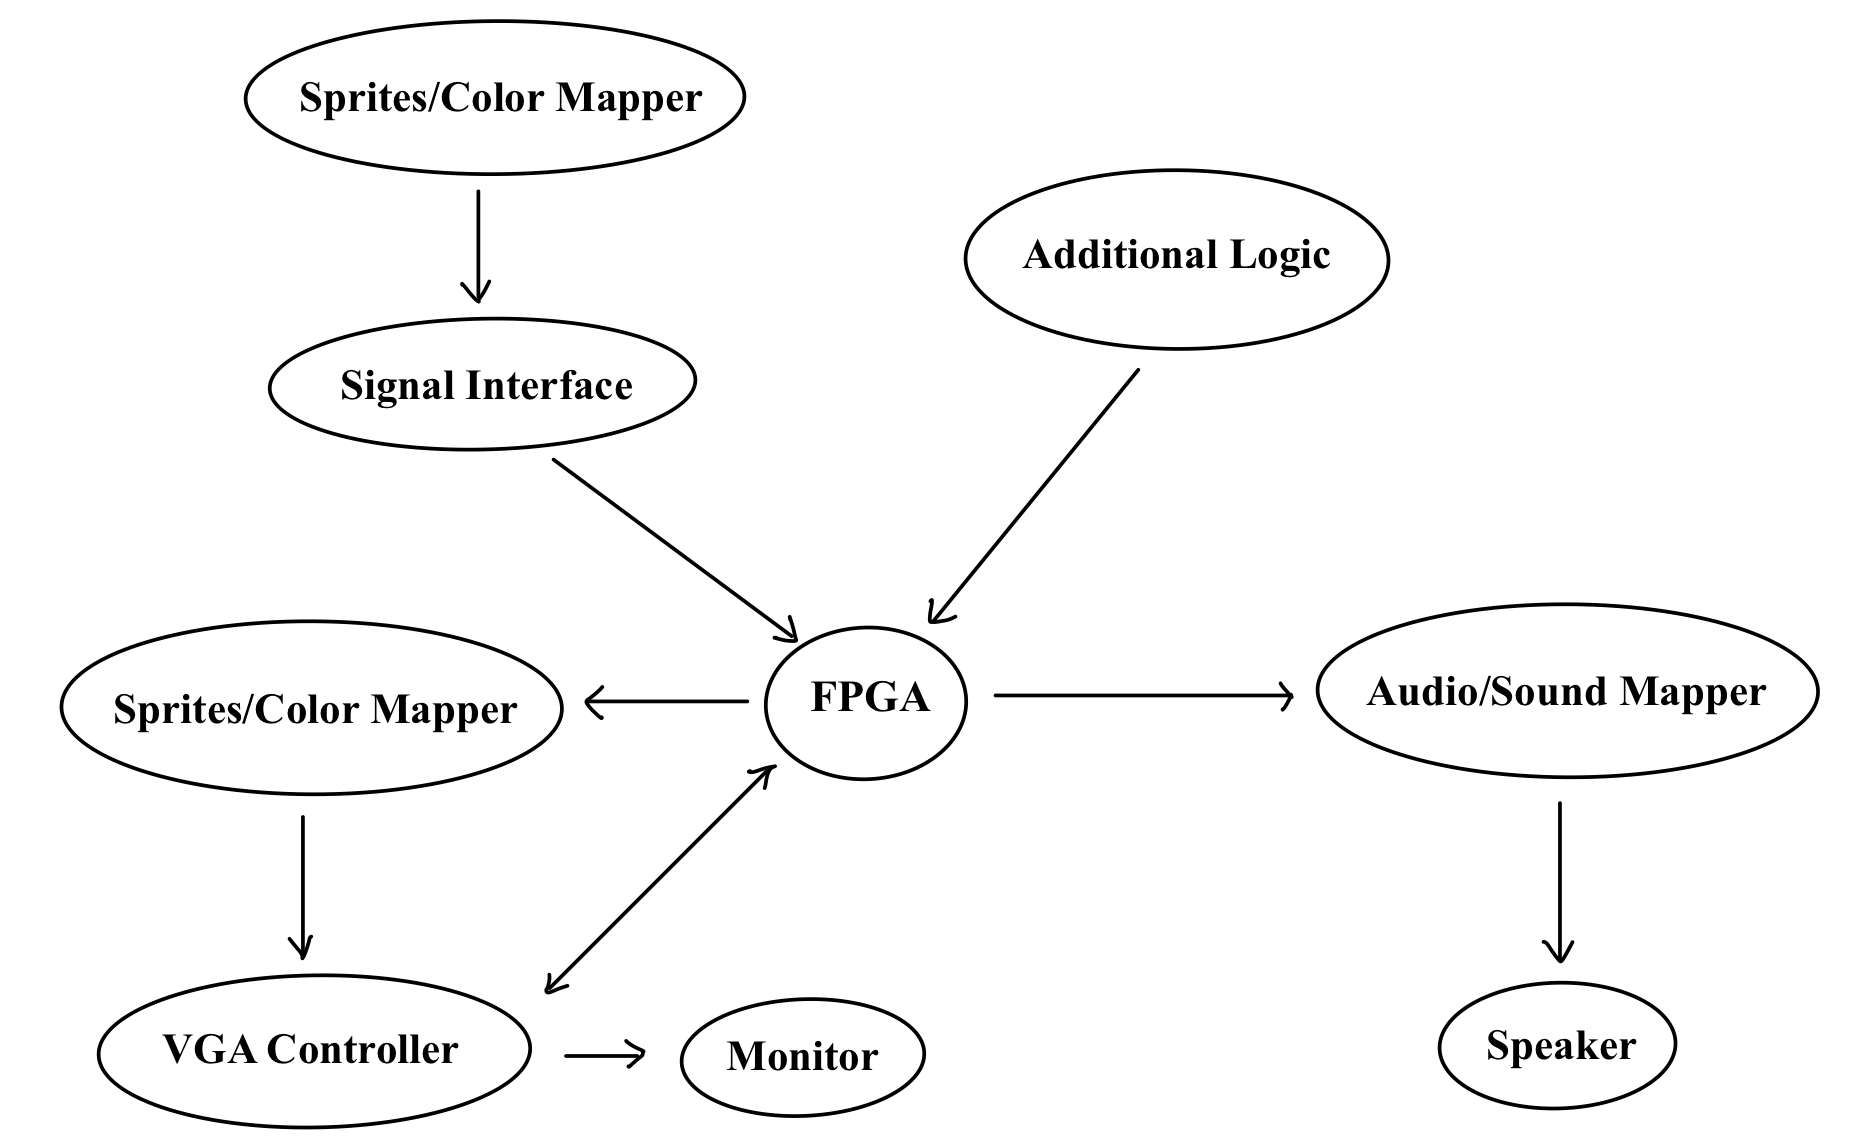 Sprites/Color Mapper
Additional Logic
Signal Interface
Sprites/Color Mapper
FPGA
Audio/Sound Mapper
VGA Controller
Monitor
Speaker